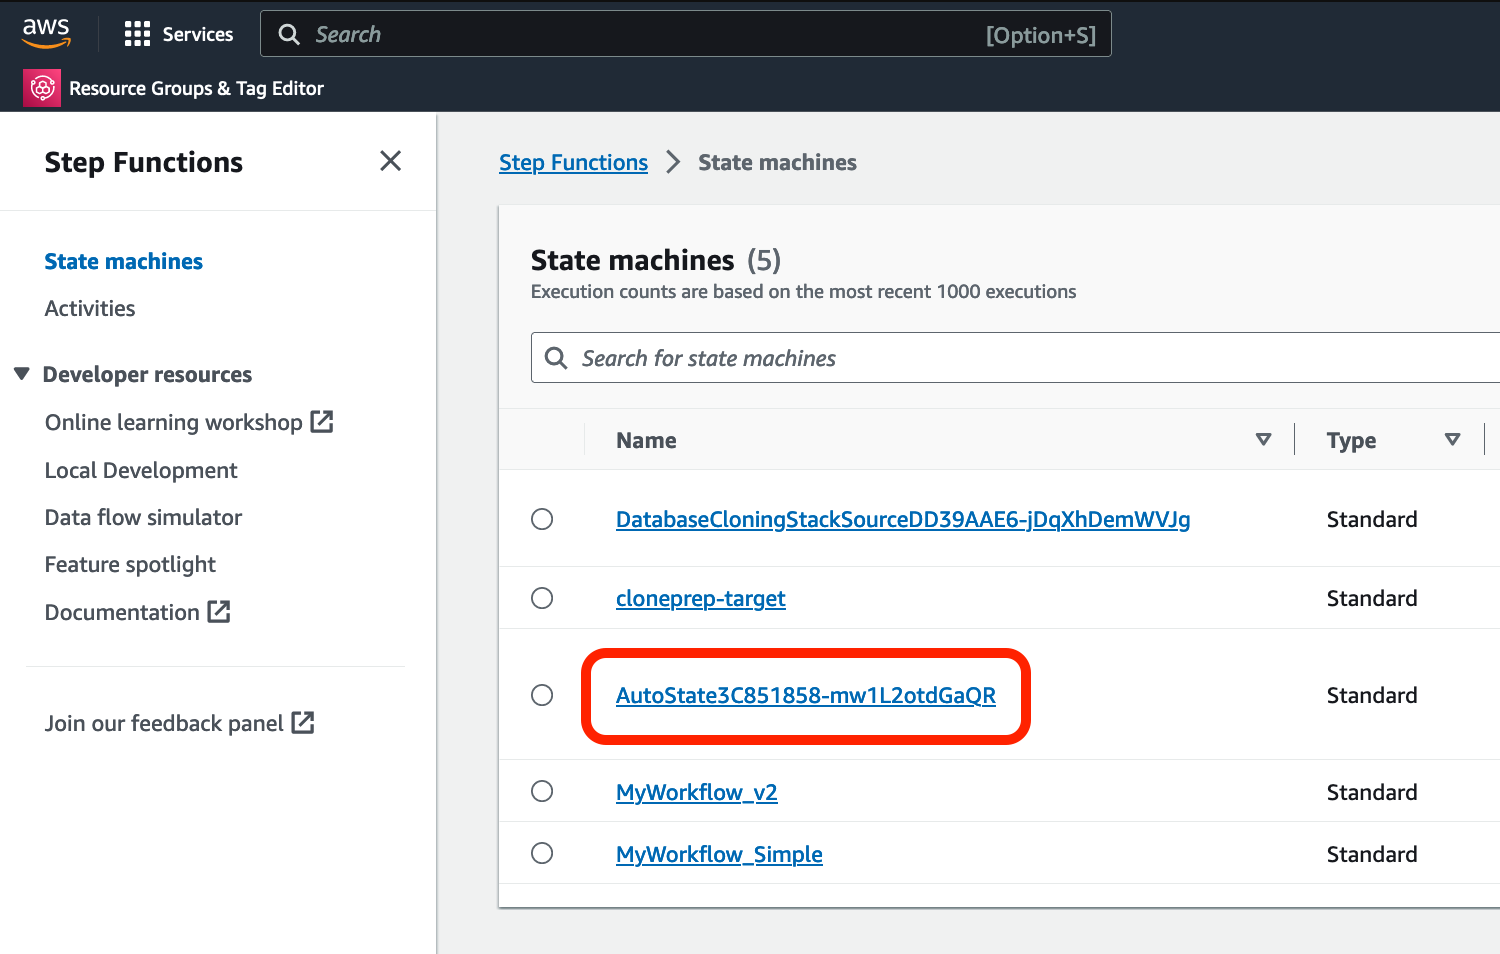 aws
Services
Search
[Option+S]
Resource Groups & Tag Editor
Step Functions
State machines
Activities
Developer resources
Online learning workshop
Local Development
Data flow simulator
Feature spotlight
Documentation
Join our feedback panel
Step Functions
State machines
State machines (5)
Execution counts are based on the most recent 1000 executions
Search for state machines
Name
Type
DatabaseCloningStackSourceDD39AAE6-jDqXhDemWVJg
Standard
cloneprep-target
Standard
AutoState3C851858-mw1L2otdGaQR
Standard
MyWorkflow_v2
Standard
MyWorkflow_Simple
Standard